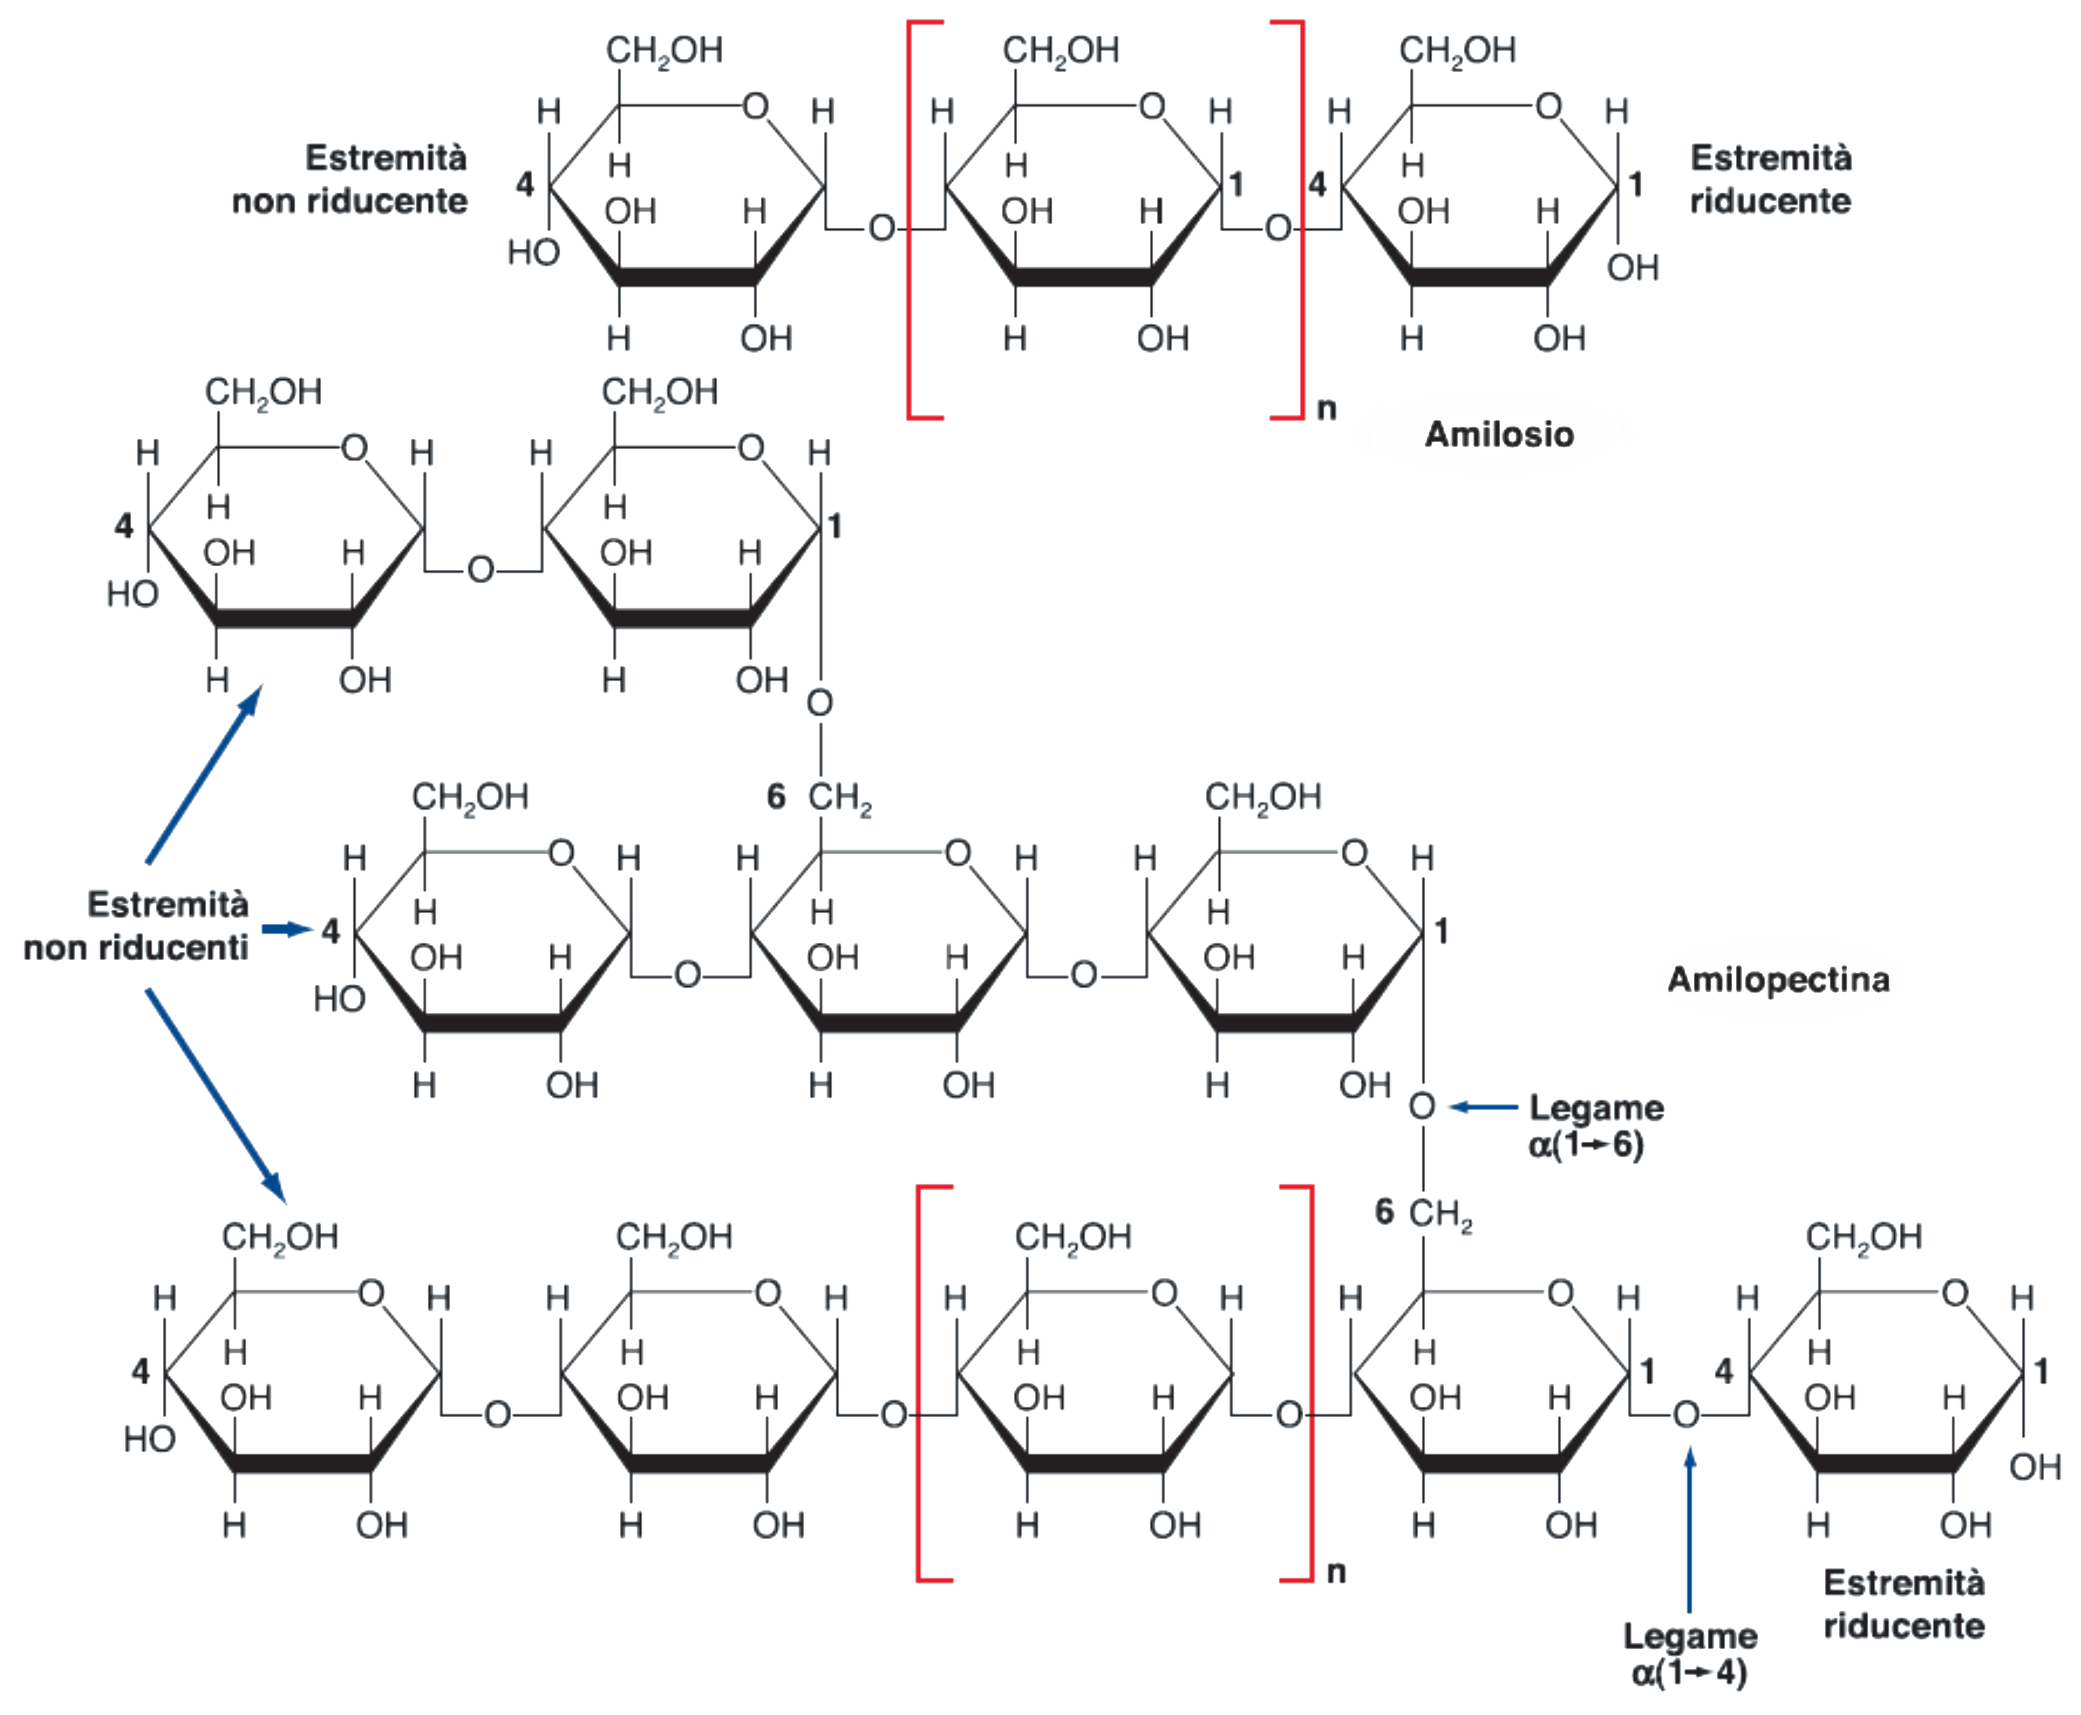 CH2OH CH2OH CH2OH
H O H H O H H O H
Estremità
non riducente
4 H H 1 4 H 1
Estremità
riducente
OH H OH H OH H
HO O O OH
H OH H OH H OH
n
Amilosio
CH2OH CH2OH
H O H H O H
4 H H 1
OH H OH H
HO O
H OH H OH
O
CH2OH 6 CH2 CH2OH
H O H H O H H O H
Estremità
non riducenti
4 H H H 1
OH H OH H OH H
HO O O
Amilopectina
H OH H OH H OH
O Legame
α(1→6)
6 CH2
CH2OH CH2OH CH2OH CH2OH
H O H H O H H O H H O H H O H
4 H H H H 1 4 H 1
OH H OH H OH H OH H OH H
HO O O O O OH
H OH H OH H OH H OH H OH
n
Estremità
riducente
Legame
α(1→4)